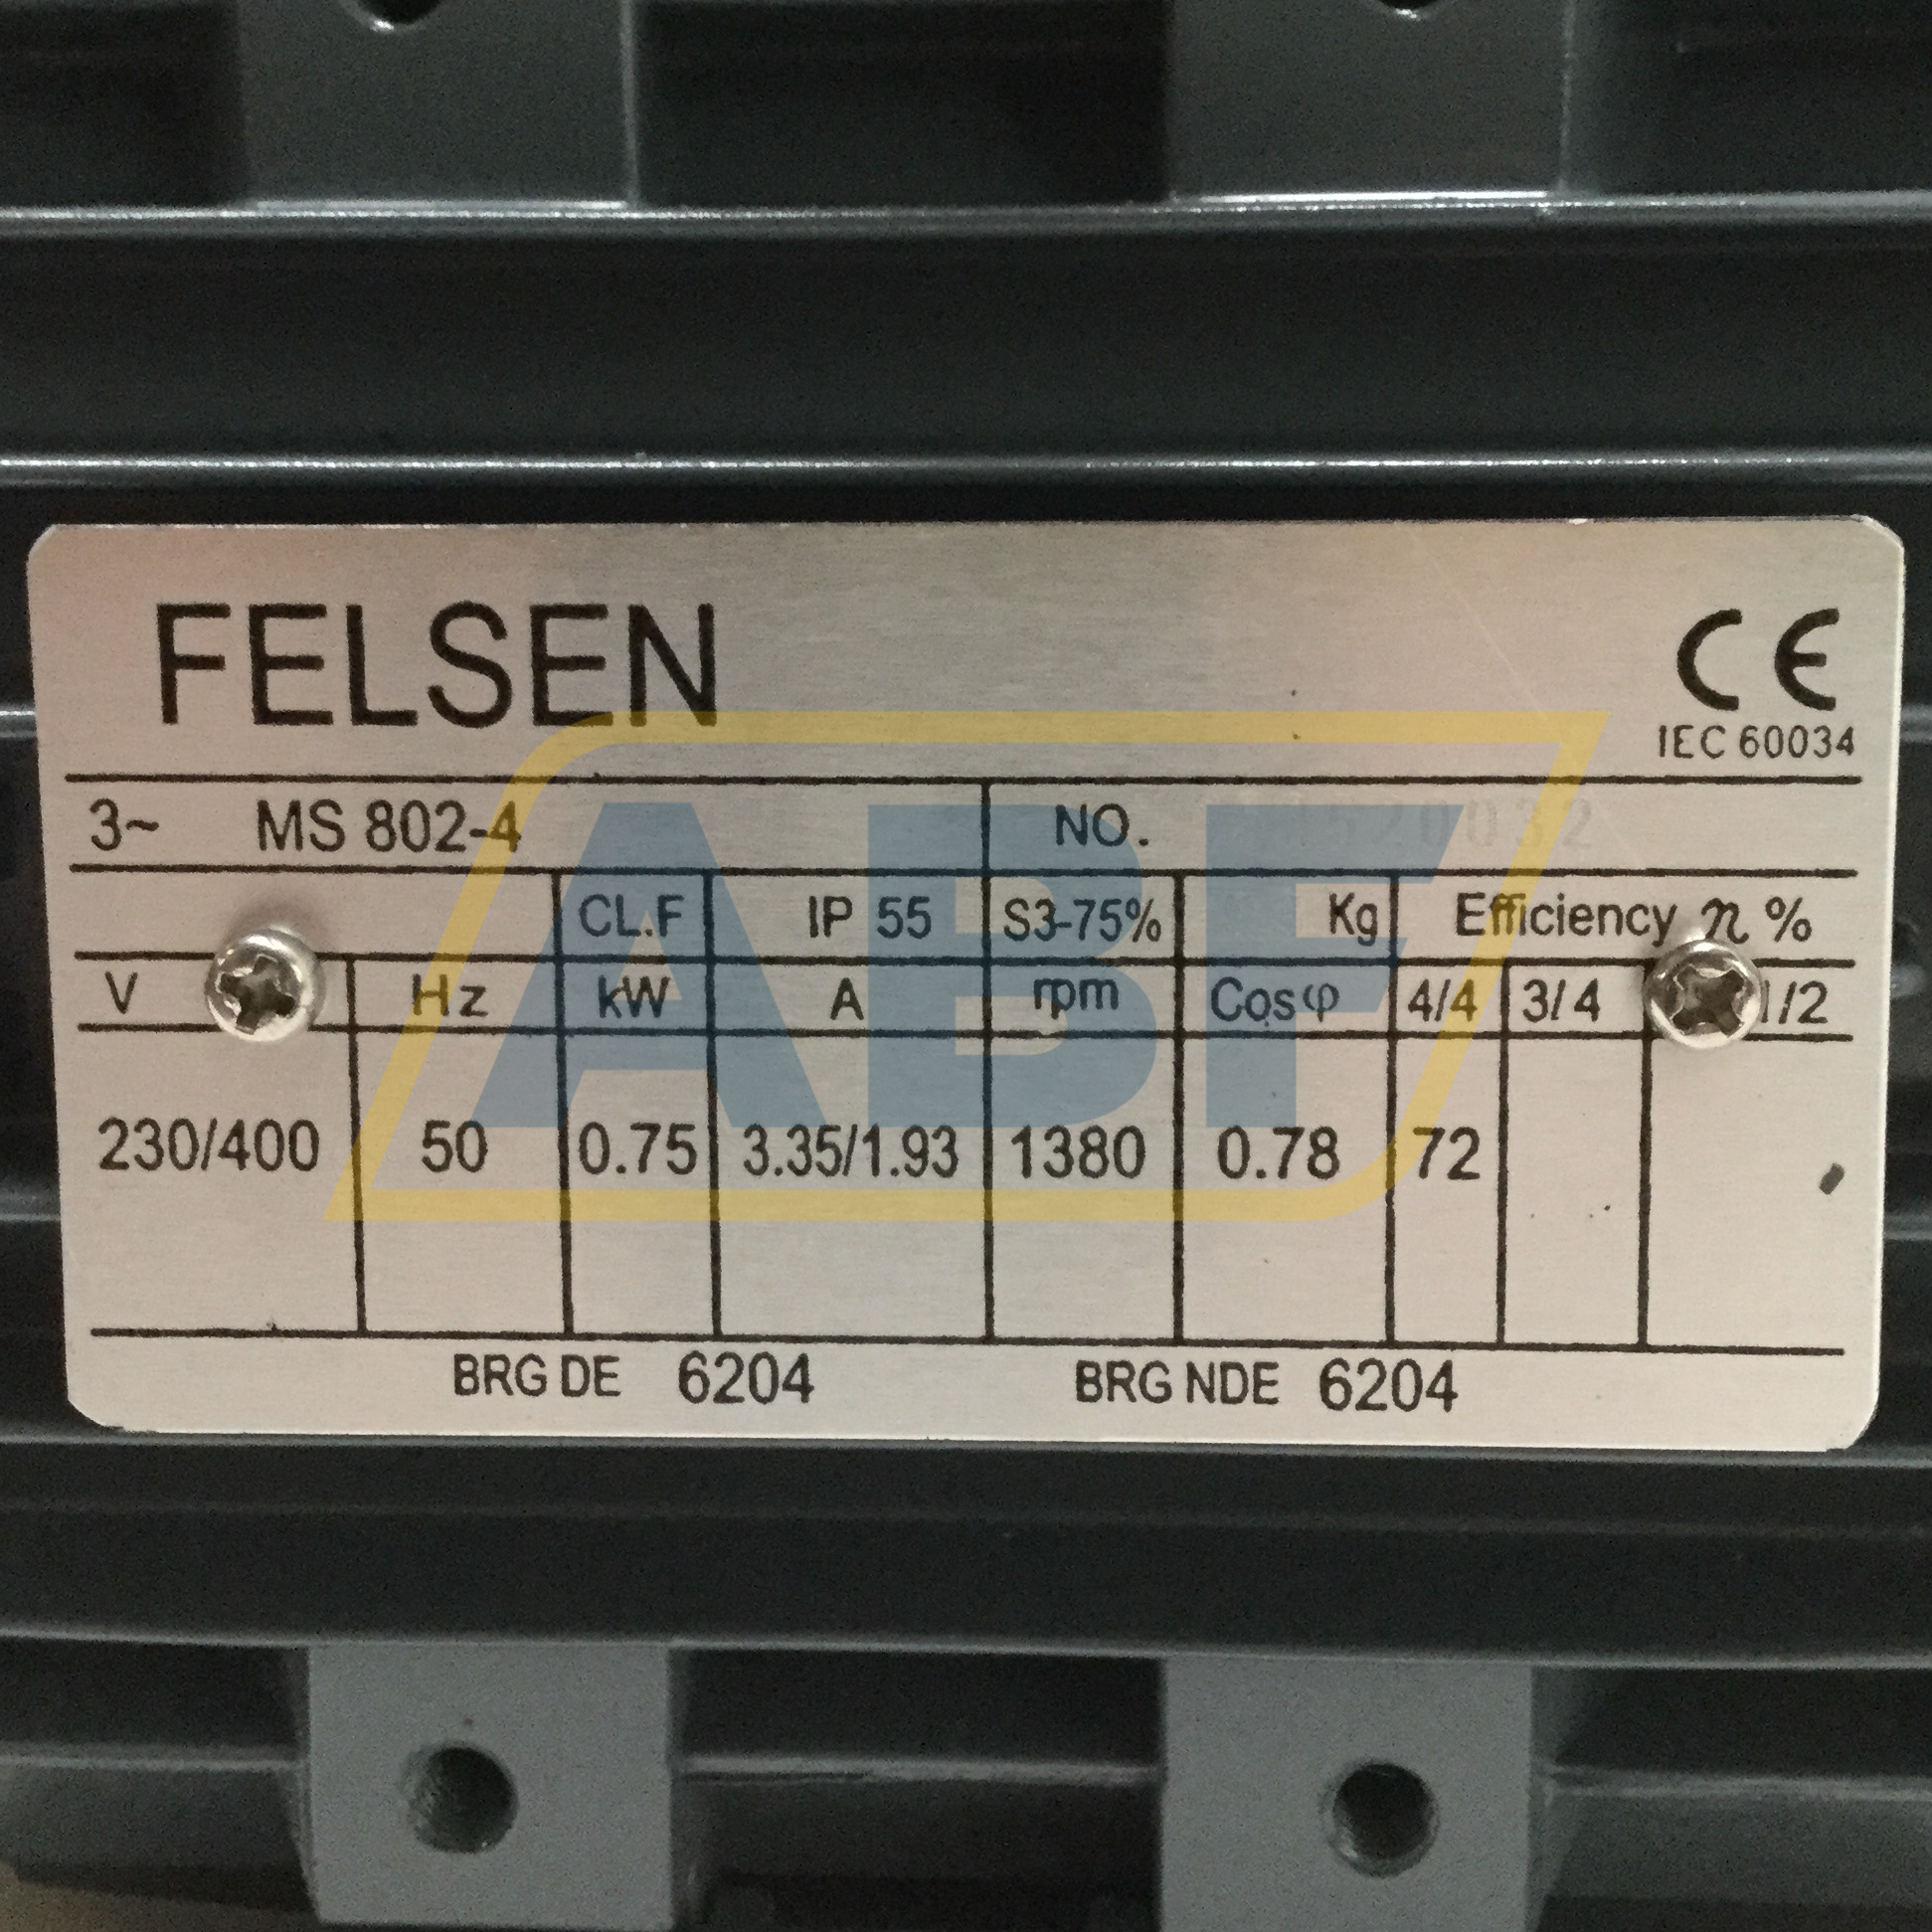 FELSEN
CE
IEC 60034
3~ MS 802-4 NO.
CL.F IP 55 S3-75% Kg Efficiency η %
V Hz kW A rpm Cosφ 4/4 3/4 1/2
230/400 50 0.75 3.35/1.93 1380 0.78 72
BRG DE 6204 BRG NDE 6204
ABF